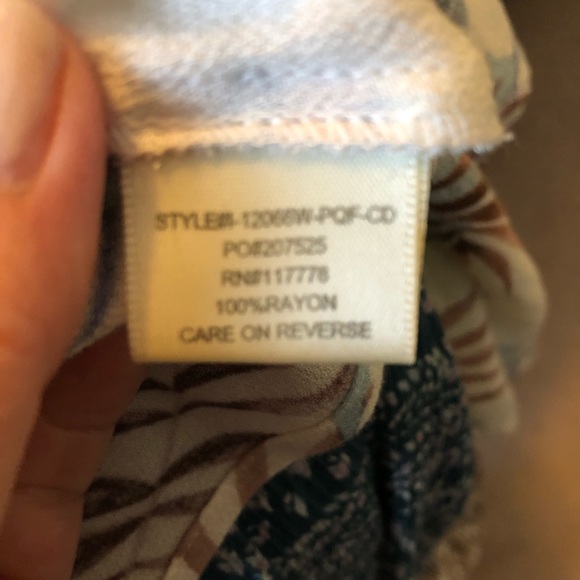 STYLE#-12066W-PQF-CD
PO#207525
RN#117778
100%RAYON
CARE ON REVERSE